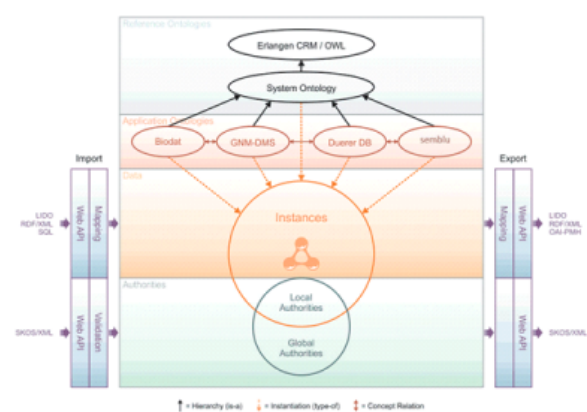 Reference Ontologies
Erlangen CRM / OWL
System Ontology
Application Ontologies
Biodat
GNM-DMS
Duerer DB
semblu
Import
Export
Data
Instances
LIDO
RDF/XML
SQL
Web API
Mapping
Mapping
Web API
LIDO
RDF/XML
OAI-PMH
Authorities
Local
Authorities
Global
Authorities
SKOS/XML
Web API
Validation
Web API
SKOS/XML
= Hierarchy (is-a)
= Instantiation (type-of)
= Concept Relation